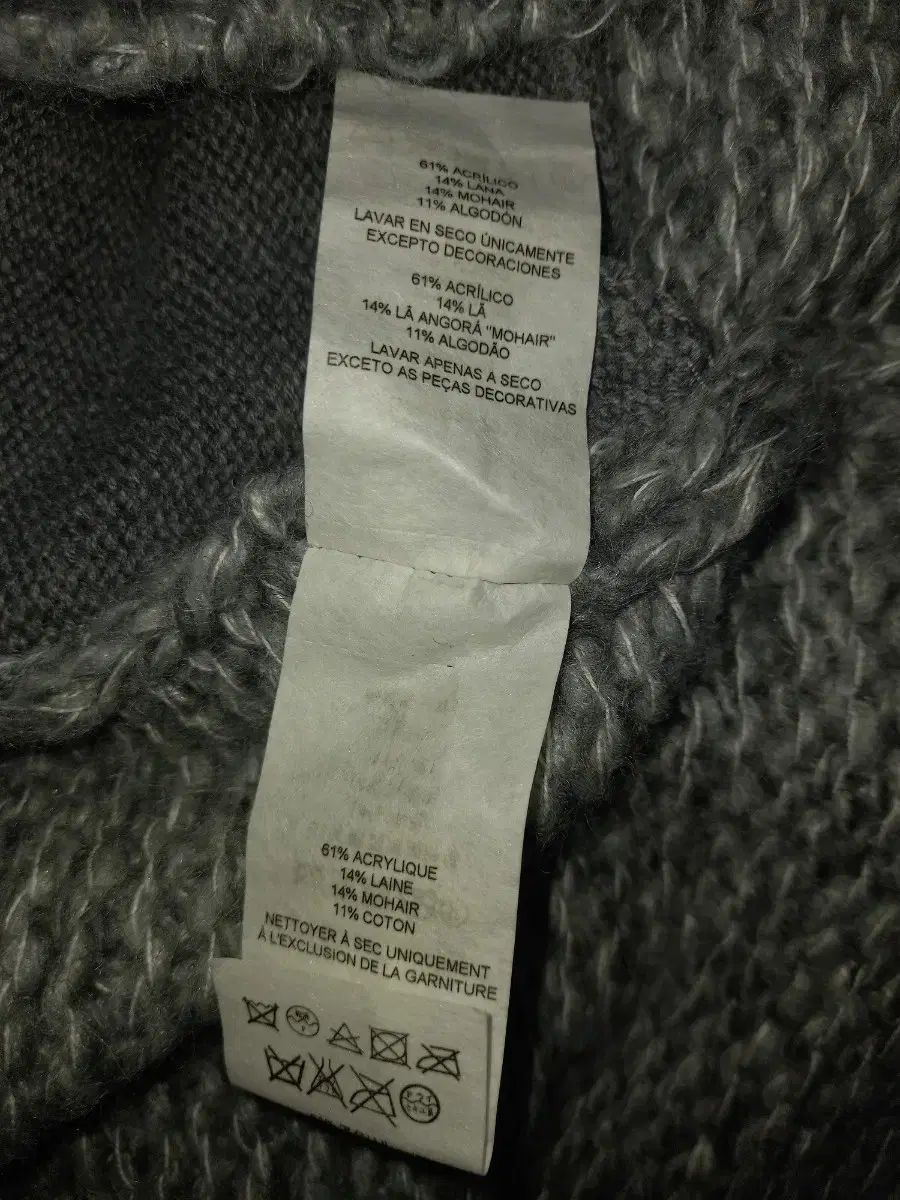 61% ACRÍLICO
14% LANA
14% MOHAIR
11% ALGODÓN
LAVAR EN SECO ÚNICAMENTE
EXCEPTO DECORACIONES
61% ACRÍLICO
14% LÃ
14% LÃ ANGORÁ "MOHAIR"
11% ALGODÃO
LAVAR APENAS A SECO
EXCETO AS PEÇAS DECORATIVAS
61% ACRYLIQUE
14% LAINE
14% MOHAIR
11% COTON
NETTOYER À SEC UNIQUEMENT
À L'EXCLUSION DE LA GARNITURE